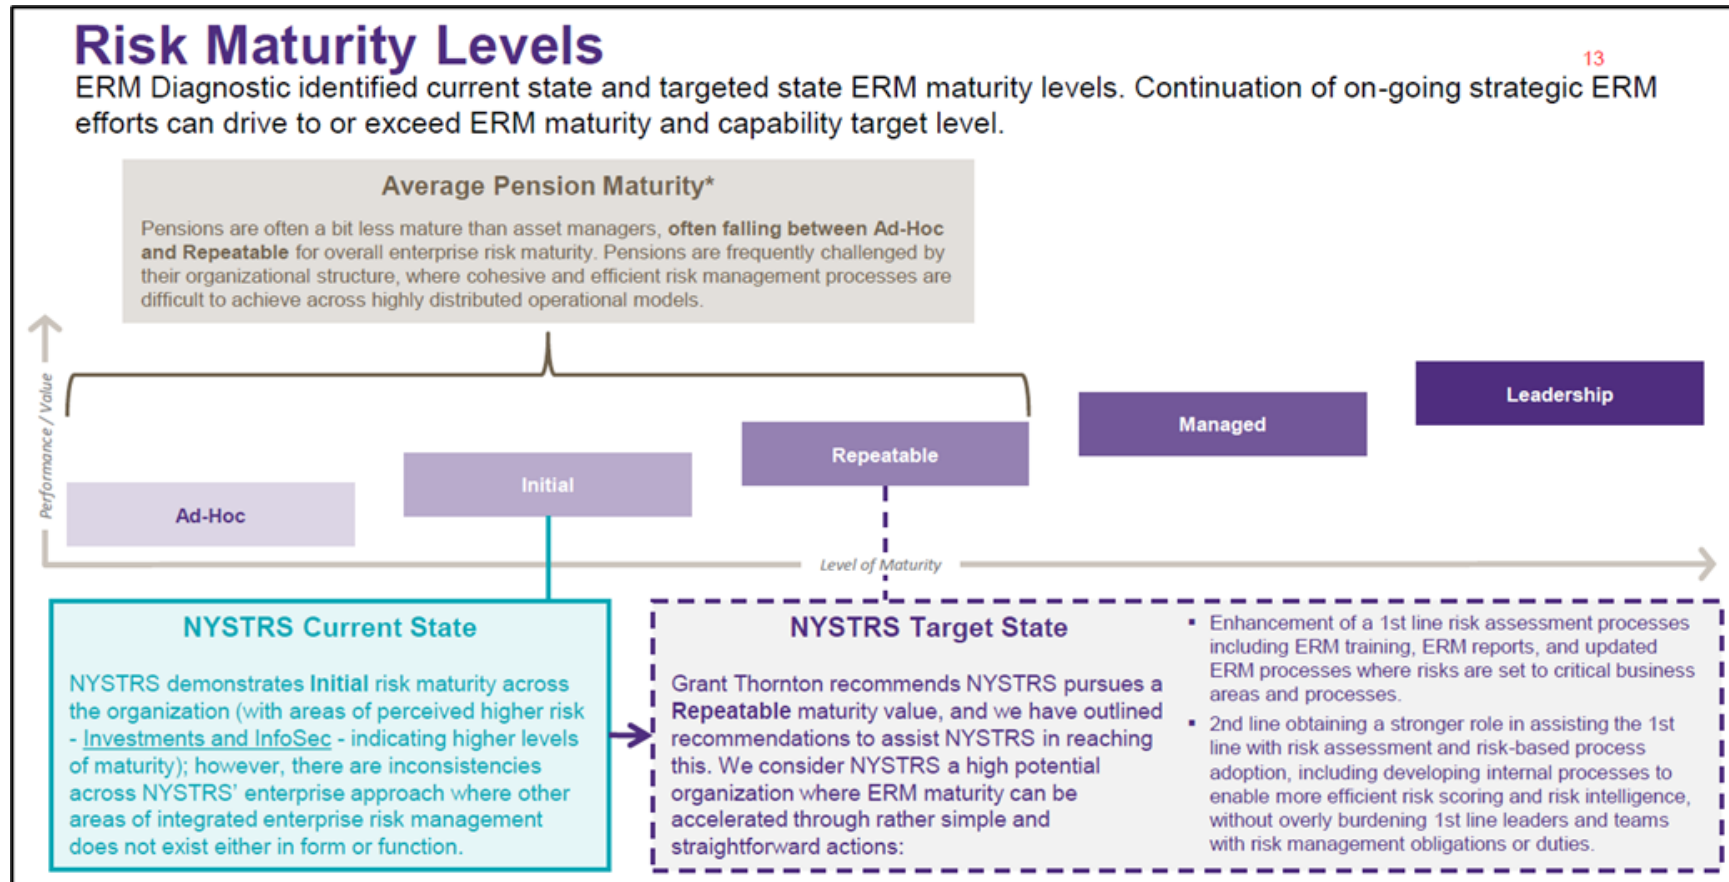 Risk Maturity Levels
13
ERM Diagnostic identified current state and targeted state ERM maturity levels. Continuation of on-going strategic ERM
efforts can drive to or exceed ERM maturity and capability target level.
Average Pension Maturity*
Pensions are often a bit less mature than asset managers, often falling between Ad-Hoc
and Repeatable for overall enterprise risk maturity. Pensions are frequently challenged by
their organizational structure, where cohesive and efficient risk management processes are
difficult to achieve across highly distributed operational models.
Performance / Value
Ad-Hoc
Initial
Repeatable
Managed
Leadership
Level of Maturity
NYSTRS Current State
NYSTRS demonstrates Initial risk maturity across
the organization (with areas of perceived higher risk
- Investments and InfoSec - indicating higher levels
of maturity); however, there are inconsistencies
across NYSTRS' enterprise approach where other
areas of integrated enterprise risk management
does not exist either in form or function.
NYSTRS Target State
Grant Thornton recommends NYSTRS pursues a
Repeatable maturity value, and we have outlined
recommendations to assist NYSTRS in reaching
this. We consider NYSTRS a high potential
organization where ERM maturity can be
accelerated through rather simple and
straightforward actions:
▪ Enhancement of a 1st line risk assessment processes
including ERM training, ERM reports, and updated
ERM processes where risks are set to critical business
areas and processes.
▪ 2nd line obtaining a stronger role in assisting the 1st
line with risk assessment and risk-based process
adoption, including developing internal processes to
enable more efficient risk scoring and risk intelligence,
without overly burdening 1st line leaders and teams
with risk management obligations or duties.